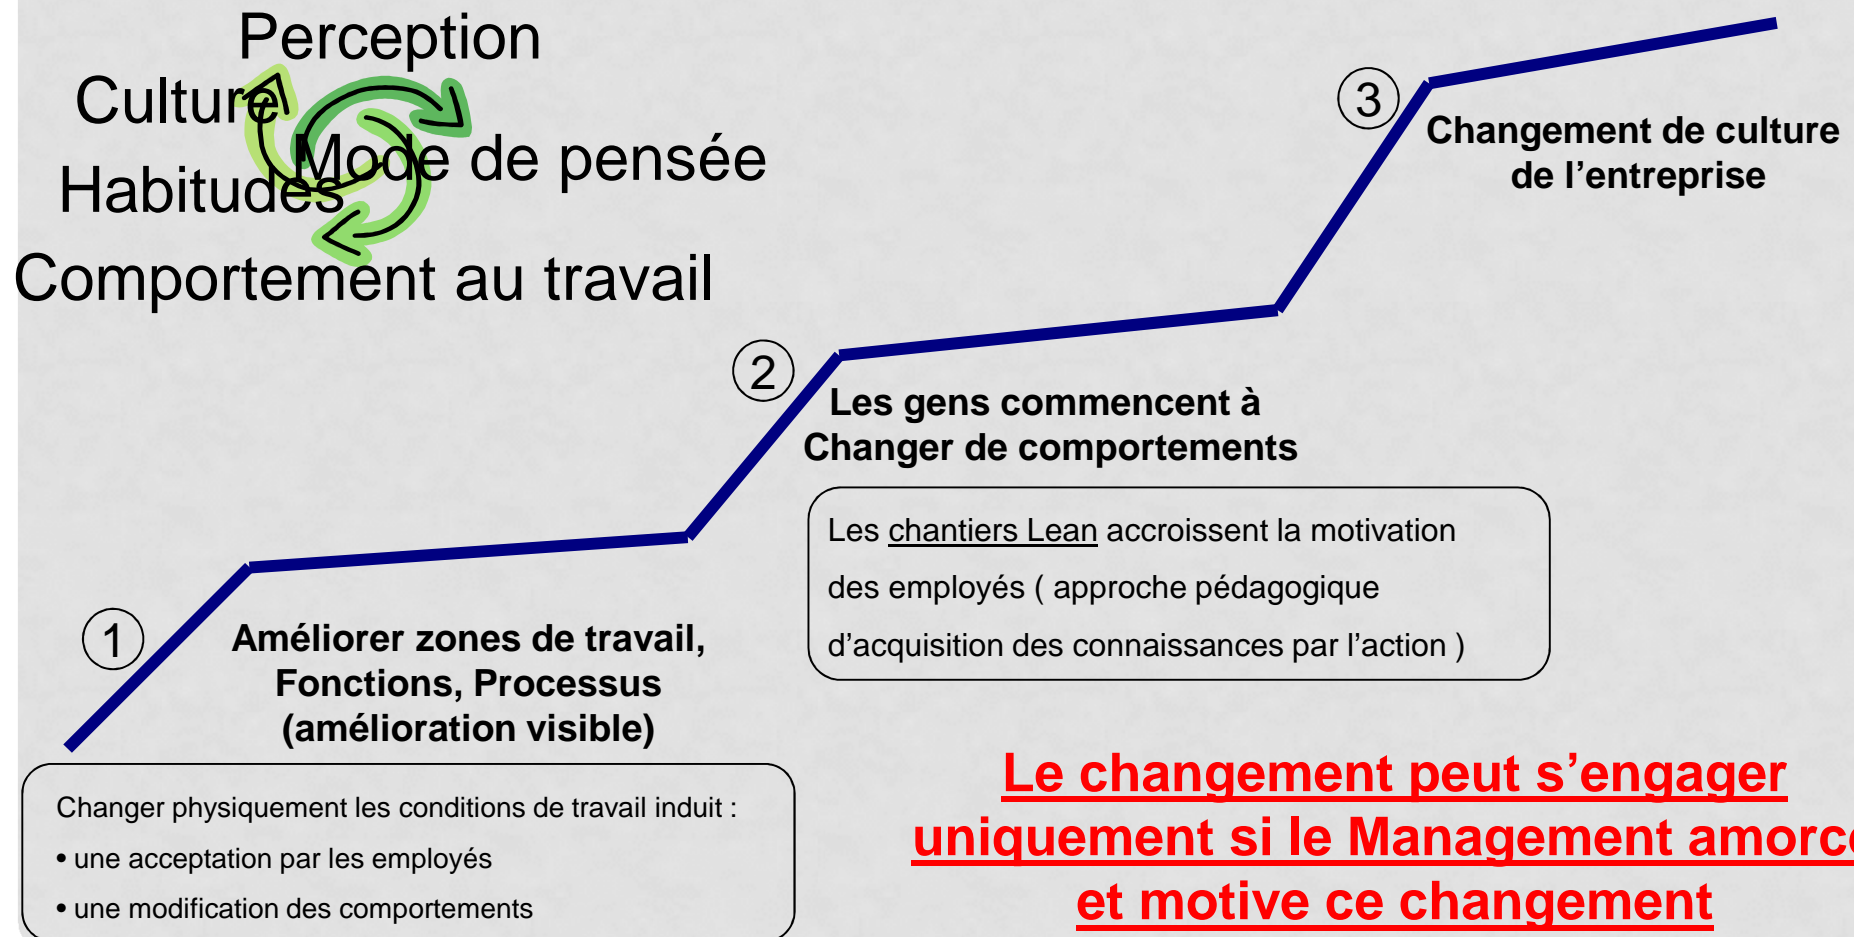 Perception
Culture
Mode de pensée
Habitudes
Comportement au travail
3
Changement de culture
de l’entreprise
2
Les gens commencent à
Changer de comportements
Les chantiers Lean accroissent la motivation
des employés ( approche pédagogique
d’acquisition des connaissances par l’action )
1
Améliorer zones de travail,
Fonctions, Processus
(amélioration visible)
Changer physiquement les conditions de travail induit :
• une acceptation par les employés
• une modification des comportements
Le changement peut s’engager
uniquement si le Management amorce
et motive ce changement